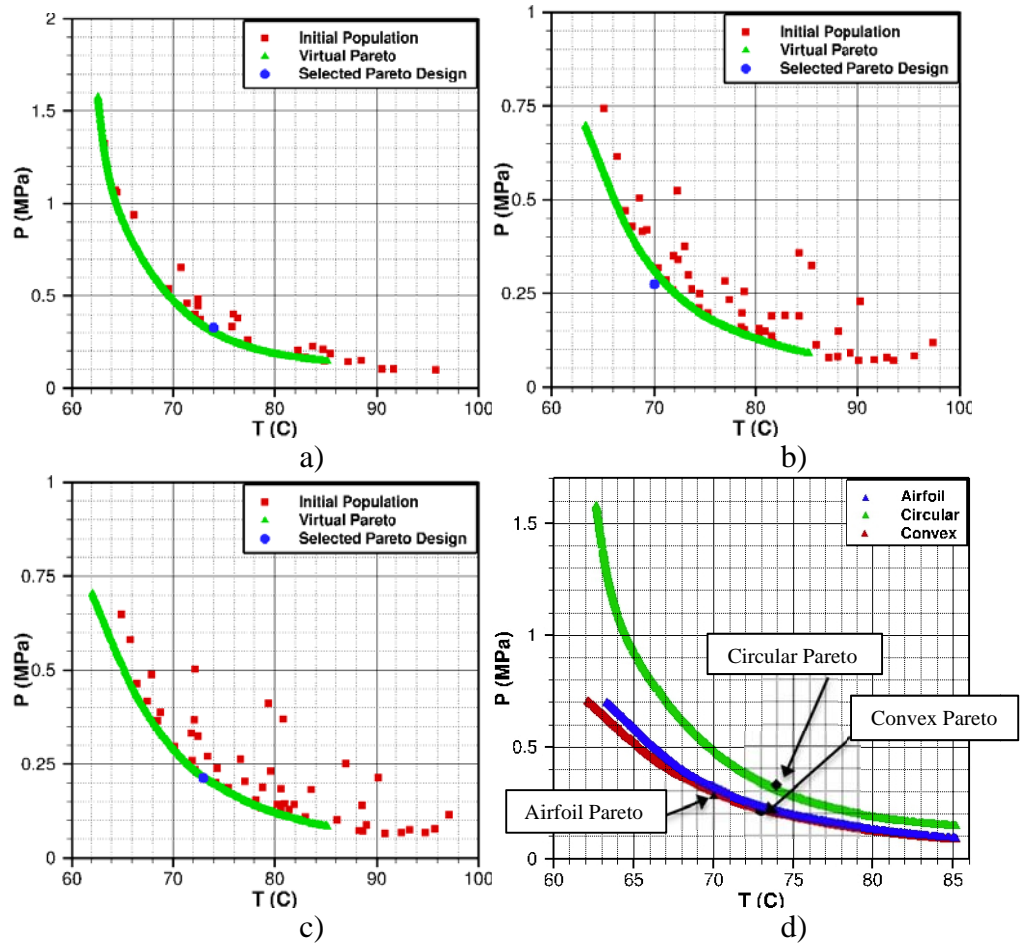 2
1.5
1
0.5
0
P (MPa)
60
70
80
90
100
T (C)
Initial Population
Virtual Pareto
Selected Pareto Design
a)
1
0.75
0.5
0.25
0
P (MPa)
60
70
80
90
100
T (C)
Initial Population
Virtual Pareto
Selected Pareto Design
b)
1
0.75
0.5
0.25
0
P (MPa)
60
70
80
90
100
T (C)
Initial Population
Virtual Pareto
Selected Pareto Design
c)
1.5
1
0.5
0
P (MPa)
60
65
70
75
80
85
T (C)
Airfoil
Circular
Convex
Circular Pareto
Convex Pareto
Airfoil Pareto
d)